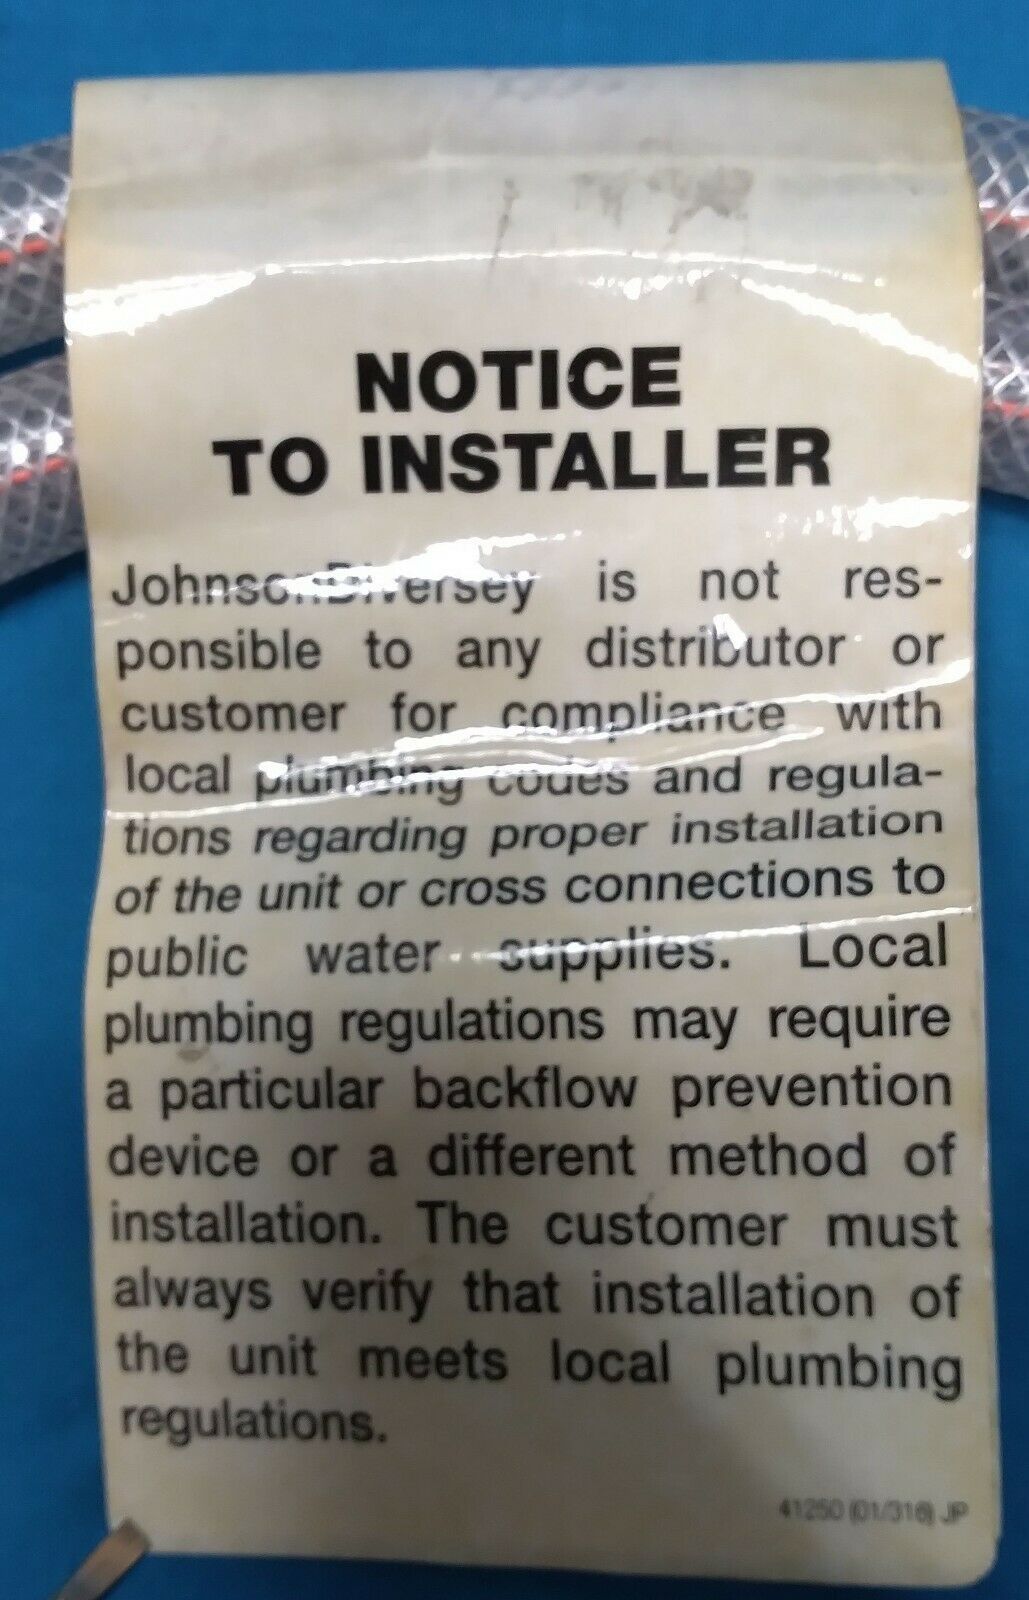 NOTICE
TO INSTALLER
JohnsonDiversey is not res-
ponsible to any distributor or
customer for compliance with
local plumbing codes and regula-
tions regarding proper installation
of the unit or cross connections to
public water supplies. Local
plumbing regulations may require
a particular backflow prevention
device or a different method of
installation. The customer must
always verify that installation of
the unit meets local plumbing
regulations.
41250 (01/316) JP